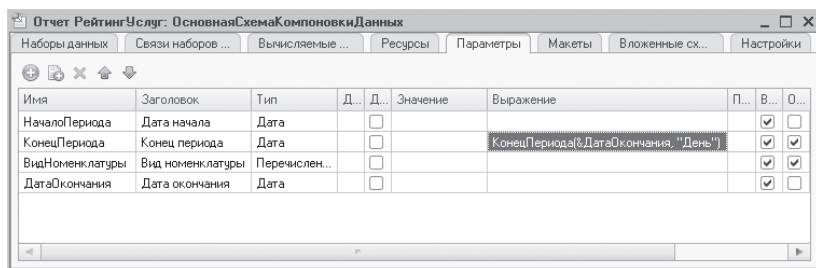 Отчет РейтингУслуг: ОсновнаяСхемаКомпоновкиДанных
Наборы данных Связи наборов ... Вычисляемые ... Ресурсы Параметры Макеты Вложенные сх... Настройки
Имя Заголовок Тип Д... Д... Значение Выражение П... В... О...
НачалоПериода Дата начала Дата
КонецПериода Конец периода Дата КонецПериода(&ДатаОкончания, "День")
ВидНоменклатуры Вид номенклатуры Перечислен...
ДатаОкончания Дата окончания Дата